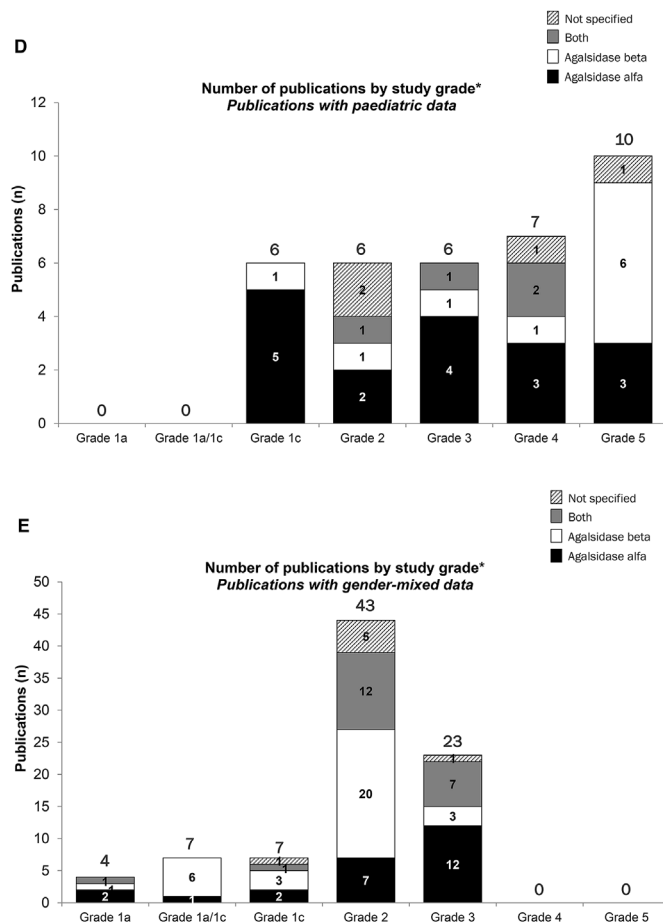 D
Not specified
Both
Agalsidase beta
Agalsidase alfa
Number of publications by study grade*
Publications with paediatric data
Publications (n)
12
10
8
6
4
2
0
0
0
6
1
5
6
2
1
1
2
6
1
1
4
7
1
2
1
3
10
1
6
3
Grade 1a
Grade 1a/1c
Grade 1c
Grade 2
Grade 3
Grade 4
Grade 5
E
Not specified
Both
Agalsidase beta
Agalsidase alfa
Number of publications by study grade*
Publications with gender-mixed data
Publications (n)
50
45
40
35
30
25
20
15
10
5
0
4
1
1
2
7
6
1
7
1
1
3
2
43
5
12
20
7
23
1
7
3
12
0
0
Grade 1a
Grade 1a/1c
Grade 1c
Grade 2
Grade 3
Grade 4
Grade 5